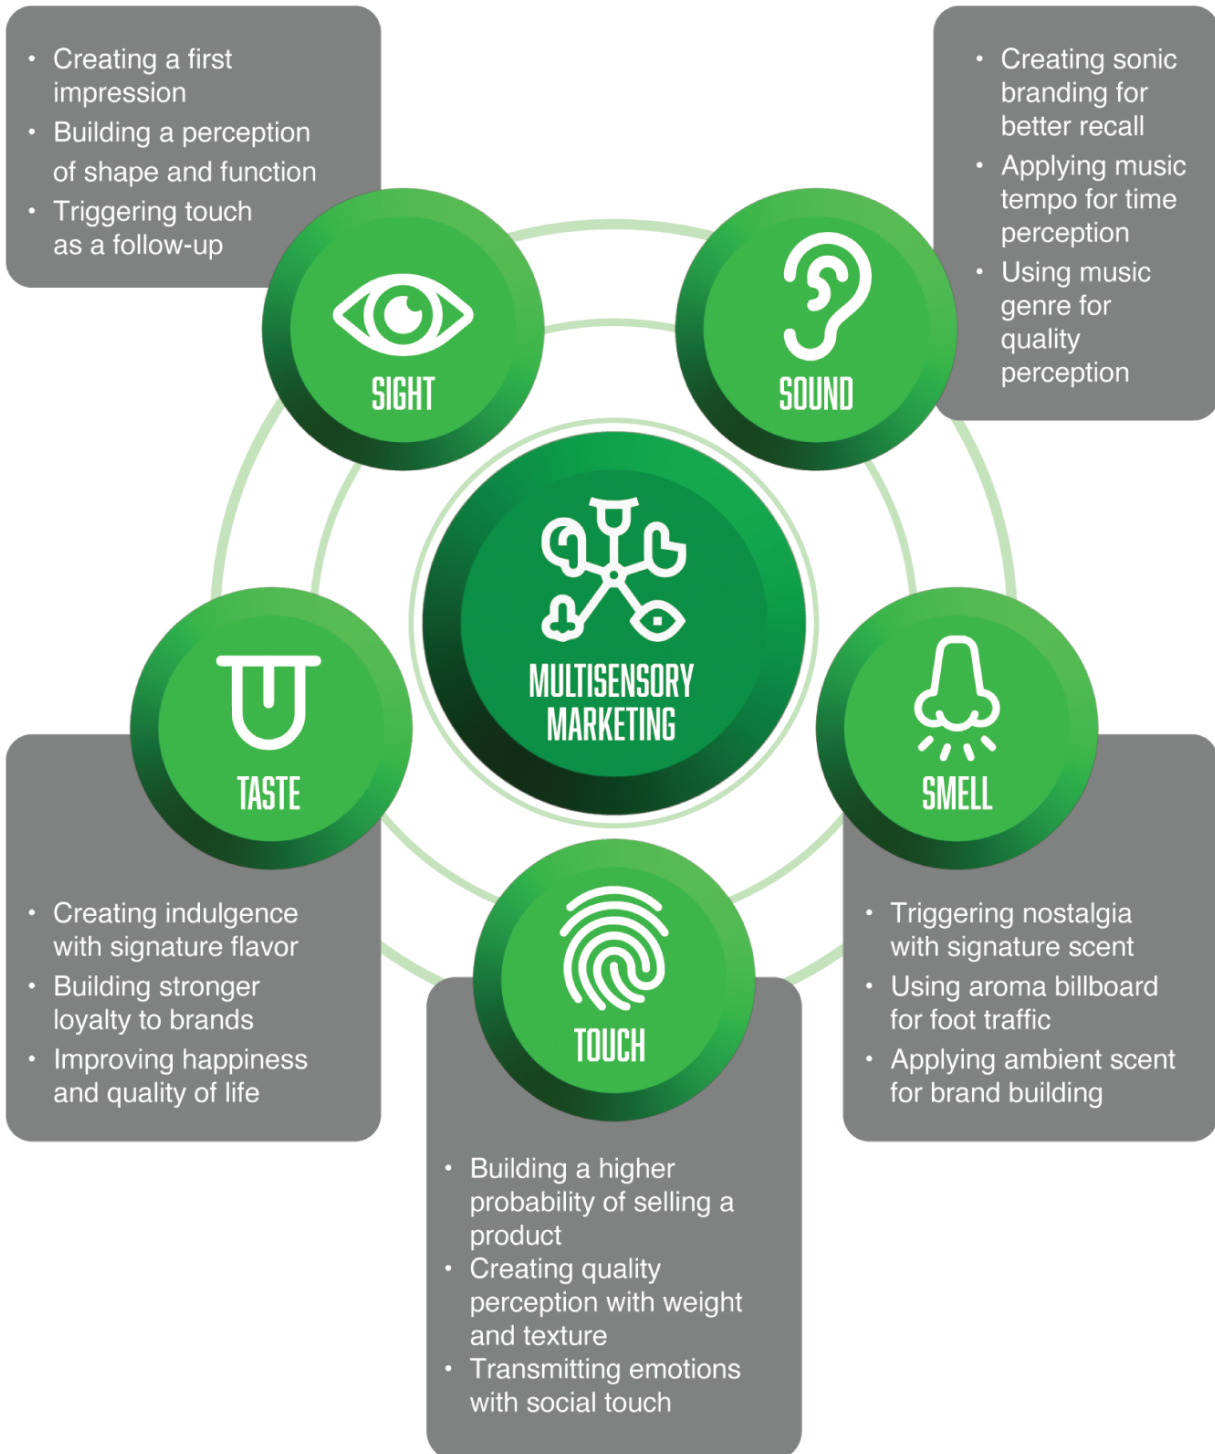 • Creating a first
impression
• Building a perception
of shape and function
• Triggering touch
as a follow-up
SIGHT
• Creating sonic
branding for
better recall
• Applying music
tempo for time
perception
• Using music
genre for
quality
perception
SOUND
MULTISENSORY
MARKETING
TASTE
• Creating indulgence
with signature flavor
• Building stronger
loyalty to brands
• Improving happiness
and quality of life
SMELL
• Triggering nostalgia
with signature scent
• Using aroma billboard
for foot traffic
• Applying ambient scent
for brand building
TOUCH
• Building a higher
probability of selling a
product
• Creating quality
perception with weight
and texture
• Transmitting emotions
with social touch